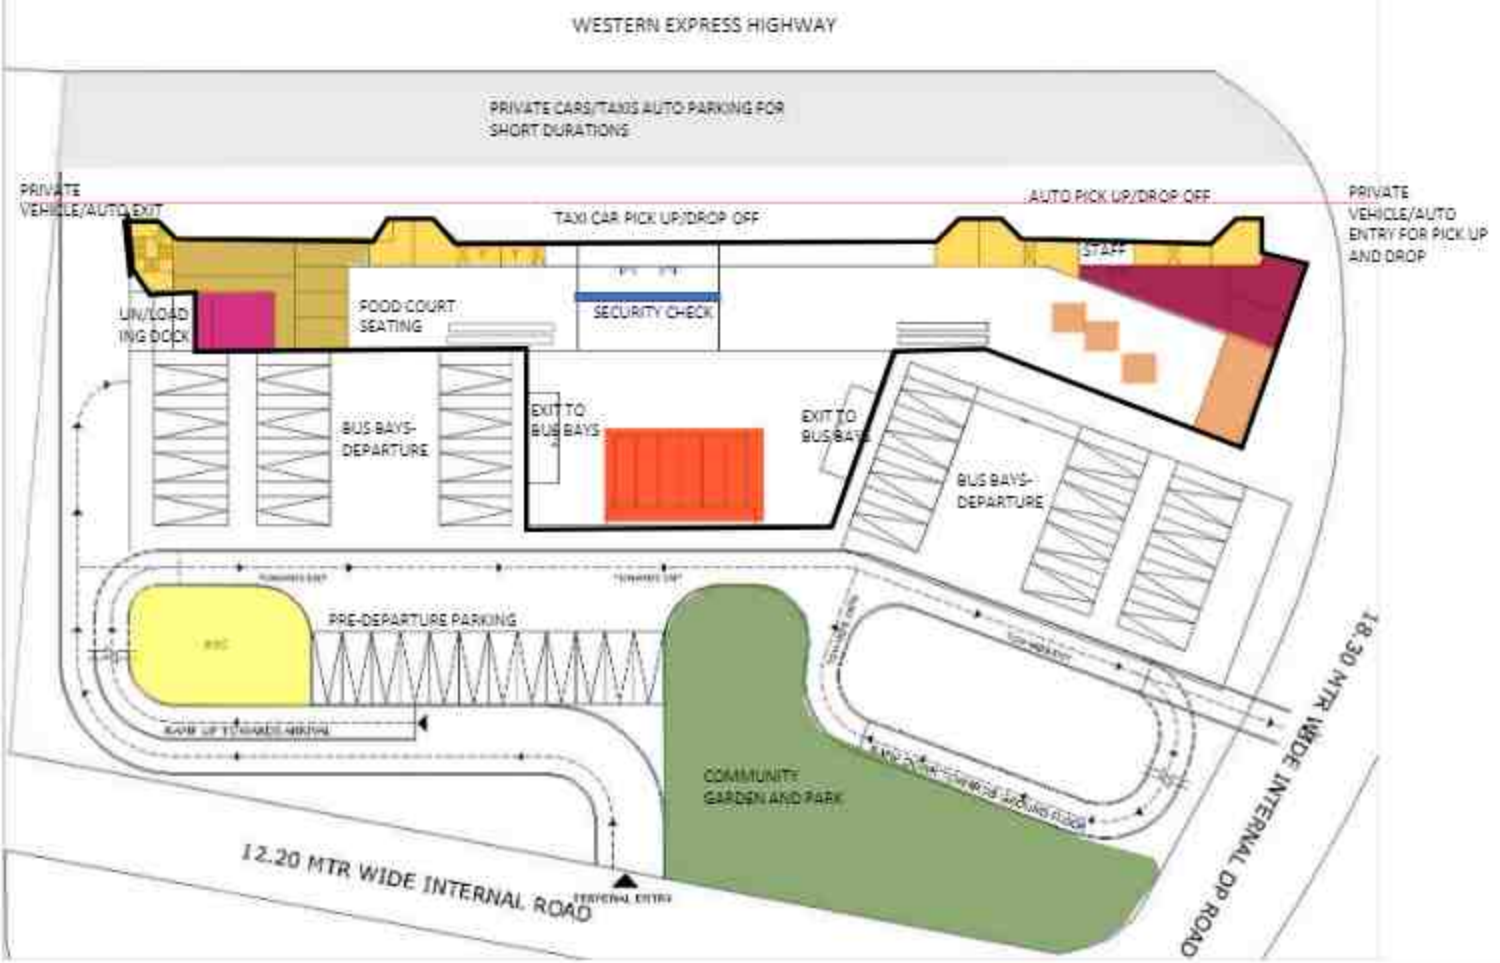 WESTERN EXPRESS HIGHWAY
PRIVATE CARS/TAXIS AUTO PARKING FOR
SHORT DURATIONS
PRIVATE
VEHICLE/AUTO EXIT
TAXI CAR PICK UP/DROP OFF
AUTO PICK UP/DROP OFF
PRIVATE
VEHICLE/AUTO
ENTRY FOR PICK UP
AND DROP
STAFF
UN/LOAD
ING DOCK
FOOD COURT
SEATING
SECURITY CHECK
EXIT TO
BUS BAYS
EXIT TO
BUS BAYS
BUS BAYS-
DEPARTURE
BUS BAYS-
DEPARTURE
PRE-DEPARTURE PARKING
RAMP UP TOWARDS ARRIVAL
COMMUNITY
GARDEN AND PARK
12.20 MTR WIDE INTERNAL ROAD
ENTRY
18.30 MTR WIDE INTERNAL DP ROAD